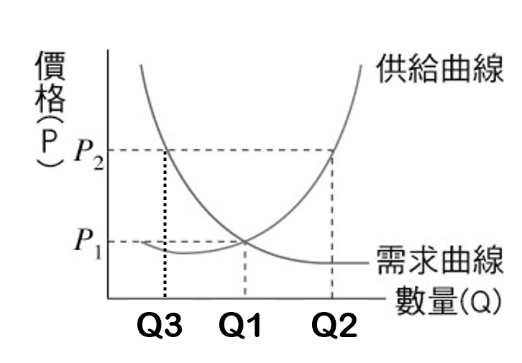 價格(P)
供給曲線
P2
P1
需求曲線
數量(Q)
Q3 Q1 Q2